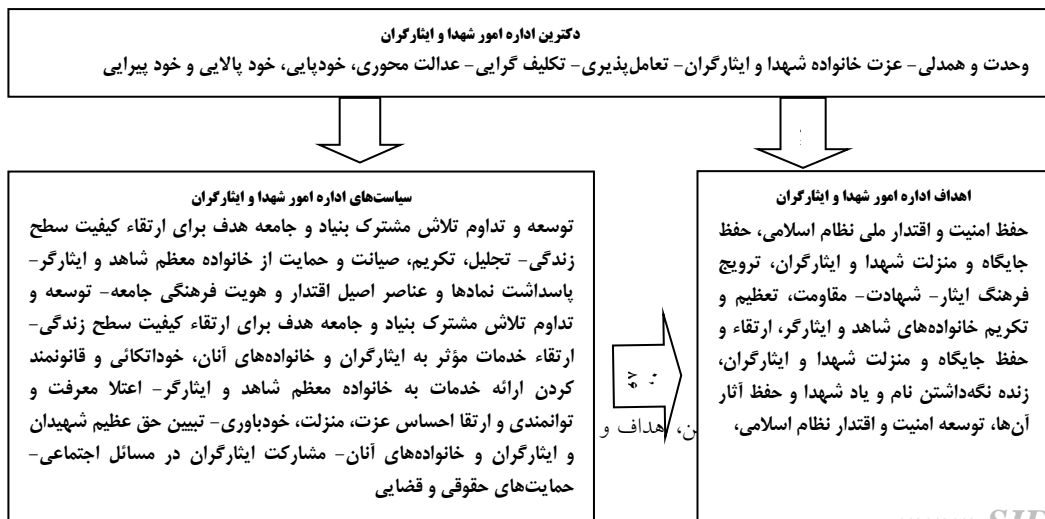 دکترین اداره امور شهدا و ایثارگران
وحدت و همدلی- عزت خانواده شهدا و ایثارگران- تعامل‌پذیری- تکلیف گرایی- عدالت محوری، خودپایی، خود پالایی و خود پیرایی
اهداف اداره امور شهدا و ایثارگران
حفظ امنیت و اقتدار ملی نظام اسلامی، حفظ
جایگاه و منزلت شهدا و ایثارگران، ترویج
فرهنگ ایثار- شهادت- مقاومت، تعظیم و
تکریم خانواده‌های شاهد و ایثارگر، ارتقاء و
حفظ جایگاه و منزلت شهدا و ایثارگران،
زنده نگه‌داشتن نام و یاد شهدا و حفظ آثار
آن‌ها، توسعه امنیت و اقتدار نظام اسلامی،
سیاست‌های اداره امور شهدا و ایثارگران
توسعه و تداوم تلاش مشترک بنیاد و جامعه هدف برای ارتقاء کیفیت سطح
زندگی- تجلیل، تکریم، صیانت و حمایت از خانواده معظم شاهد و ایثارگر-
پاسداشت نمادها و عناصر اصیل اقتدار و هویت فرهنگی جامعه- توسعه و
تداوم تلاش مشترک بنیاد و جامعه هدف برای ارتقاء کیفیت سطح زندگی-
ارتقاء خدمات مؤثر به ایثارگران و خانواده‌های آنان، خوداتکائی و قانونمند
کردن ارائه خدمات به خانواده معظم شاهد و ایثارگر- اعتلا معرفت و
توانمندی و ارتقا احساس عزت، منزلت، خودباوری- تبیین حق عظیم شهیدان
و ایثارگران و خانواده‌های آنان- مشارکت ایثارگران در مسائل اجتماعی-
حمایت‌های حقوقی و قضایی
اهداف و